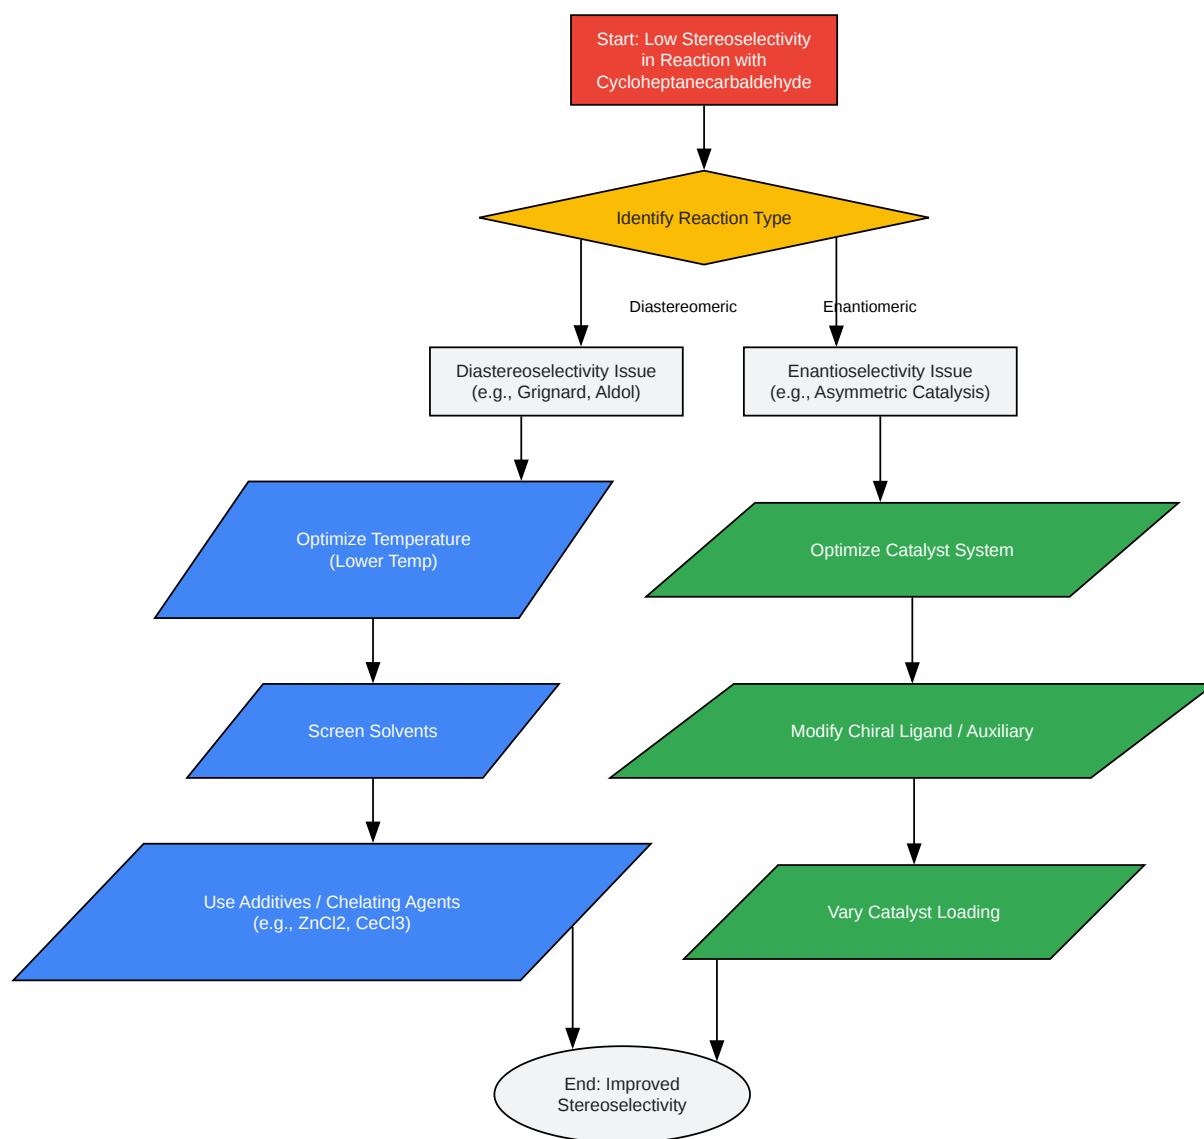 Start: Low Stereoselectivity
in Reaction with
Cycloheptanecarbaldehyde
Identify Reaction Type
Diastereomeric
Enantiomeric
Diastereoselectivity Issue
(e.g., Grignard, Aldol)
Enantioselectivity Issue
(e.g., Asymmetric Catalysis)
Optimize Temperature
(Lower Temp)
Optimize Catalyst System
Screen Solvents
Modify Chiral Ligand / Auxiliary
Use Additives / Chelating Agents
(e.g., ZnCl2, CeCl3)
Vary Catalyst Loading
End: Improved
Stereoselectivity